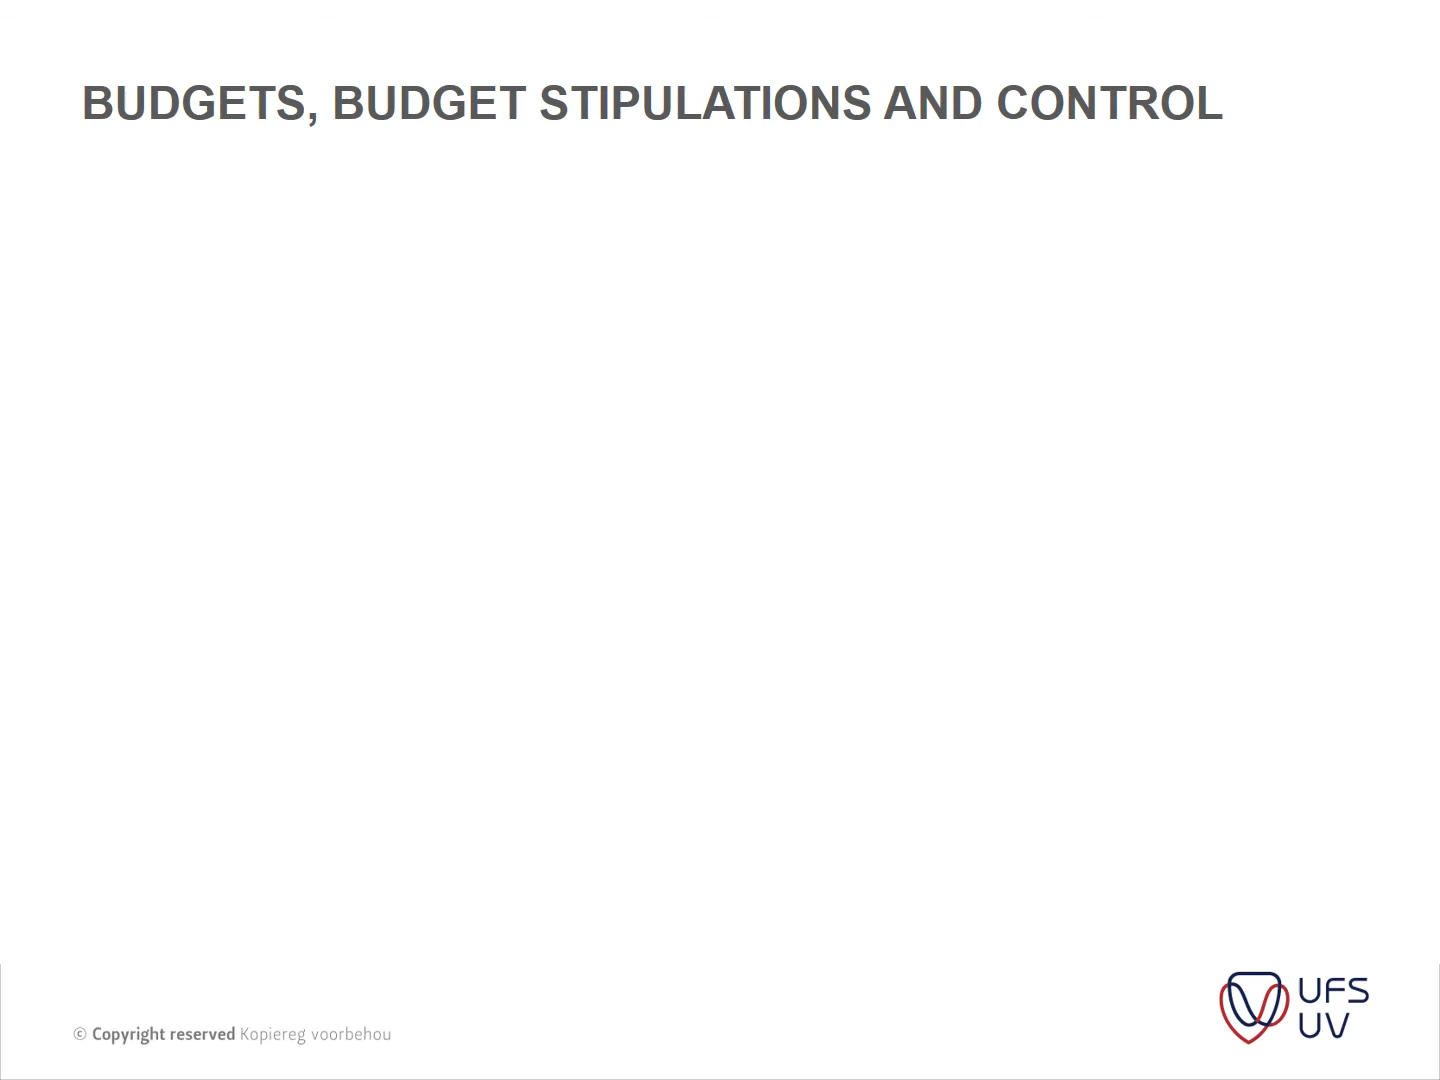 BUDGETS, BUDGET STIPULATIONS AND CONTROL
© Copyright reserved Kopiereg voorbehou
UFS
UV